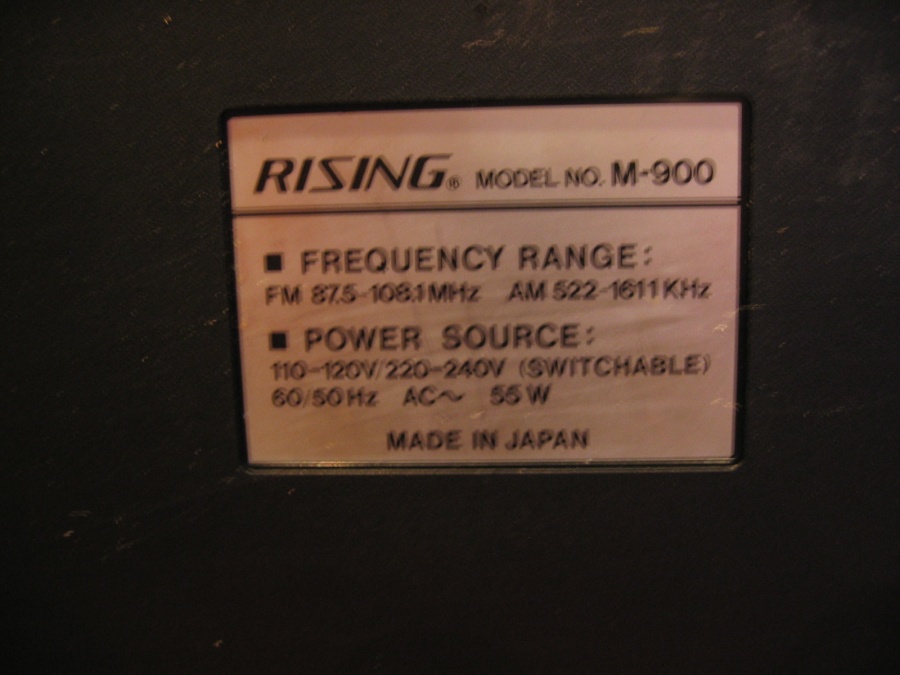 RISING® MODEL NO. M-900
■ FREQUENCY RANGE:
FM 87.5-108.1MHz AM 522-1611KHz
■ POWER SOURCE:
110-120V/220-240V (SWITCHABLE)
60/50Hz AC~ 55W
MADE IN JAPAN